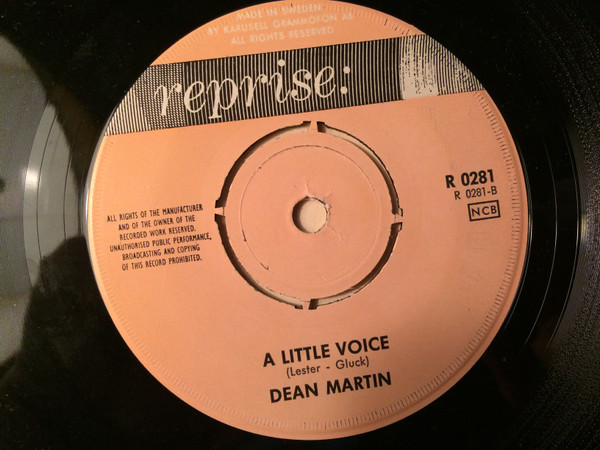 MADE IN SWEDEN
BY KARUSELL GRAMMOFON AB
ALL RIGHTS RESERVED
reprise:
R 0281
R 0281-B
NCB
ALL RIGHTS OF THE MANUFACTURER
AND OF THE OWNER OF THE
RECORDED WORK RESERVED.
UNAUTHORISED PUBLIC PERFORMANCE,
BROADCASTING AND COPYING
OF THIS RECORD PROHIBITED.
A LITTLE VOICE
(Lester - Gluck)
DEAN MARTIN